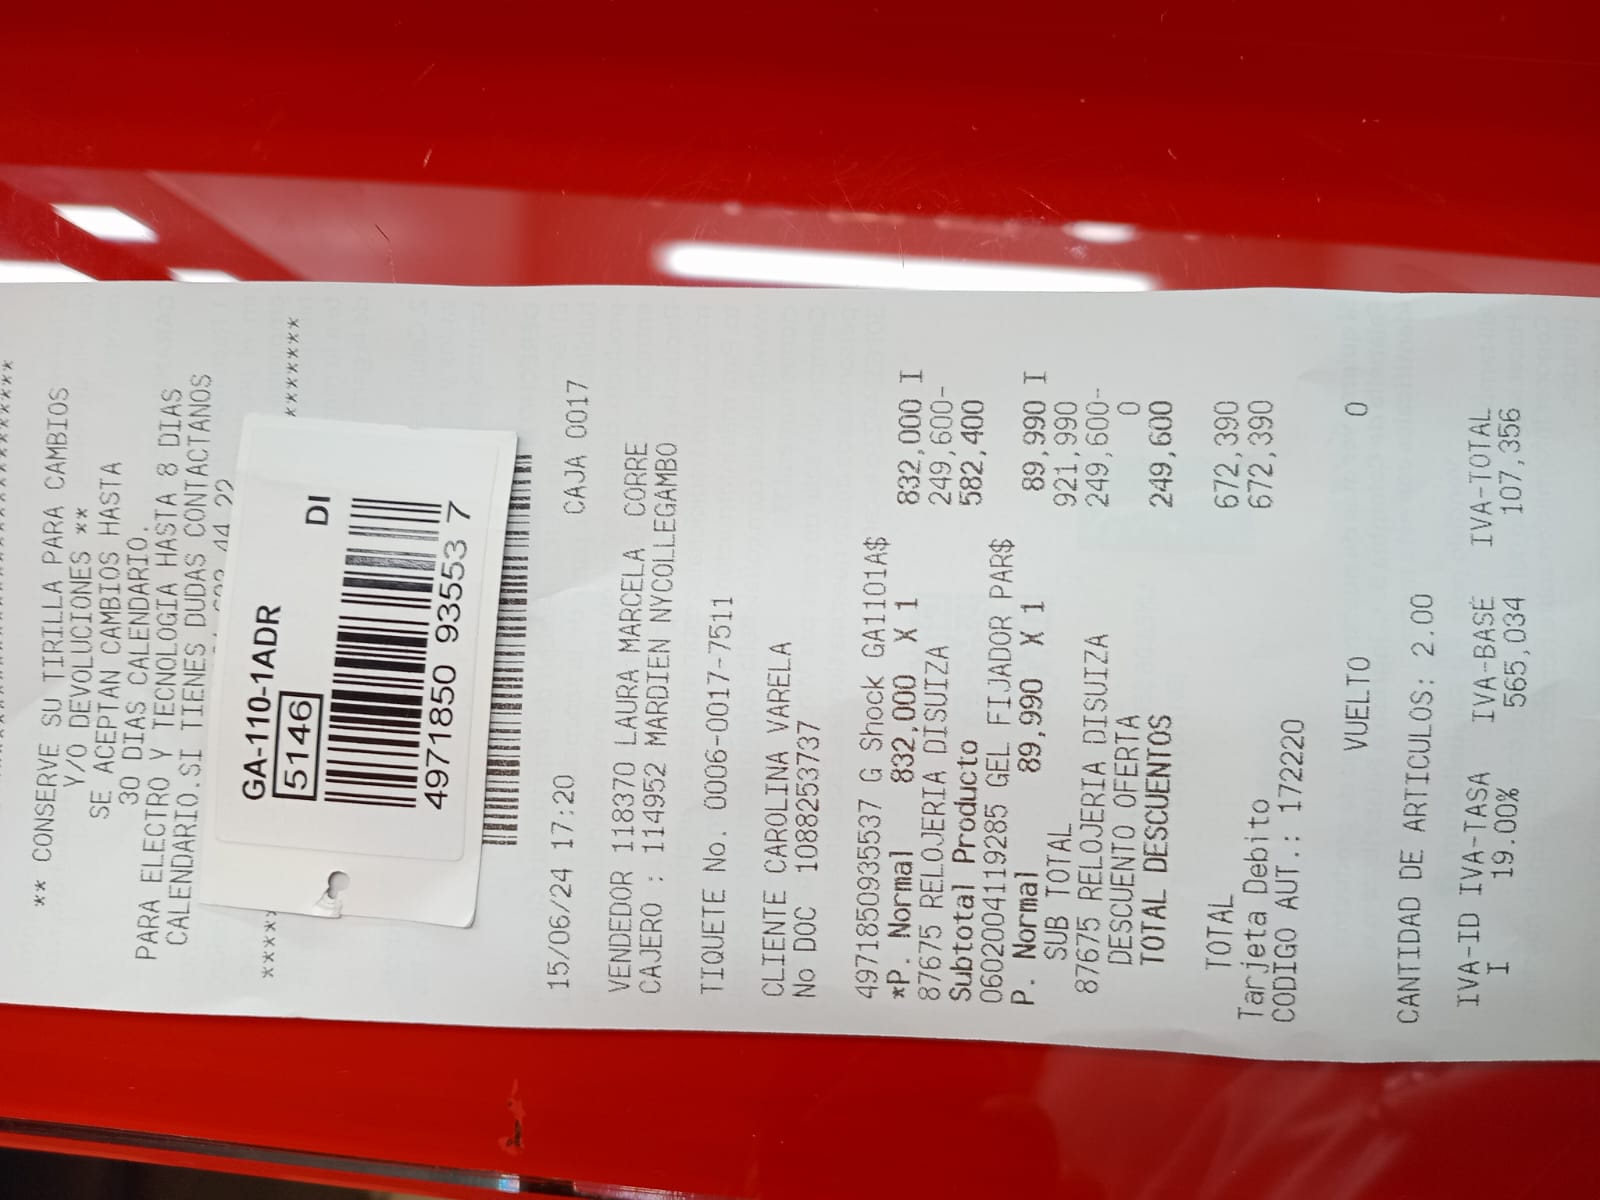 ** CONSERVE SU TIRILLA PARA CAMBIOS
Y/O DEVOLUCIONES **
SE ACEPTAN CAMBIOS HASTA
30 DIAS CALENDARIO.
PARA ELECTRO Y TECNOLOGIA HASTA 8 DIAS
CALENDARIO.SI TIENES DUDAS CONTACTANOS
GA-110-1ADR
5146 DI
4971850 93553 7
15/06/24 17:20 CAJA 0017
VENDEDOR 118370 LAURA MARCELA CORRE
CAJERO : 114952 MARDIEN NYCOLLEGAMBO
TIQUETE No. 0006-0017-7511
CLIENTE CAROLINA VARELA
No DOC 1088253737
4971850935537 G Shock GA1101A$
*P. Normal 832,000 X 1 832,000 I
87675 RELOJERIA DISUIZA 249,600-
Subtotal Producto 582,400
0602004119285 GEL FIJADOR PAR$
P. Normal 89,990 X 1 89,990 I
SUB TOTAL 921,990
87675 RELOJERIA DISUIZA 249,600--
DESCUENTO OFERTA 0
TOTAL DESCUENTOS 249,600
TOTAL 672,390
Tarjeta Debito 672,390
CODIGO AUT.: 172220
VUELTO 0
CANTIDAD DE ARTICULOS: 2.00
IVA-ID IVA-TASA IVA-BASE IVA-TOTAL
I 19.00% 565,034 107,356